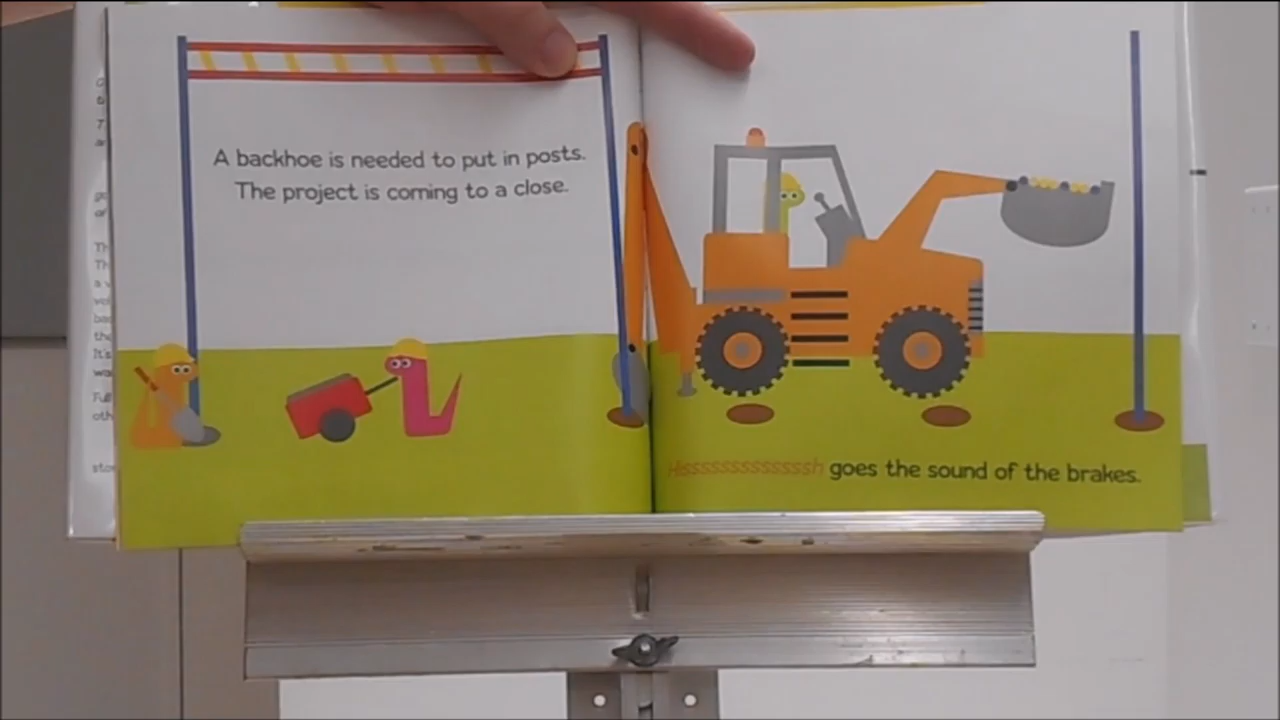 A backhoe is needed to put in posts.
The project is coming to a close.
Hisssssssssssssh goes the sound of the brakes.